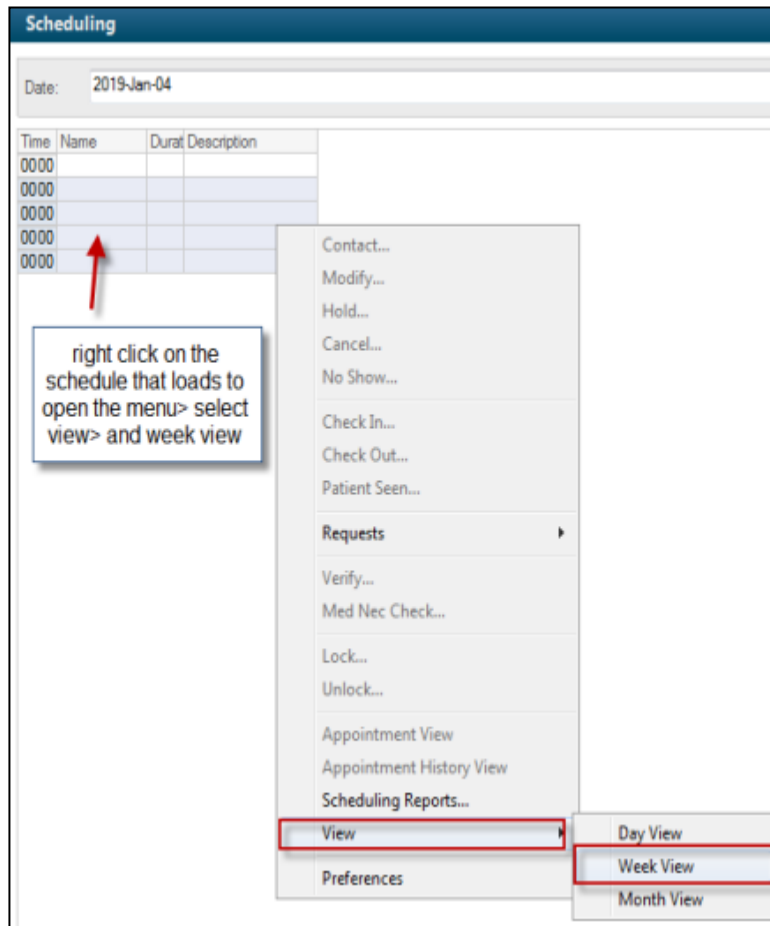 Scheduling
Date: 2019-Jan-04
Time Name Durat Description
0000
0000
0000
0000
0000
right click on the
schedule that loads to
open the menu> select
view> and week view
Contact...
Modify...
Hold...
Cancel...
No Show...
Check In...
Check Out...
Patient Seen...
Requests
Verify...
Med Nec Check...
Lock...
Unlock...
Appointment View
Appointment History View
Scheduling Reports...
View
Preferences
Day View
Week View
Month View